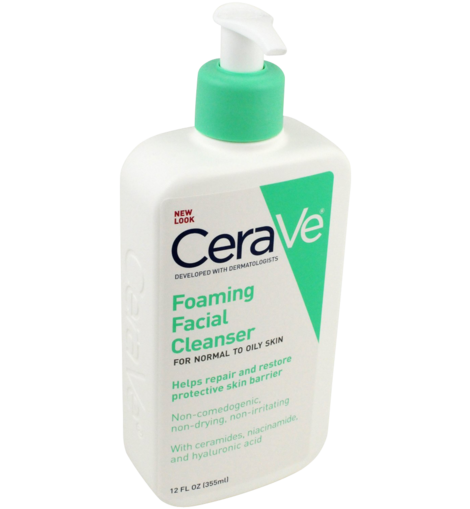 NEW
LOOK
CeraVe®
DEVELOPED WITH DERMATOLOGISTS
Foaming
Facial
Cleanser
FOR NORMAL TO OILY SKIN
Helps repair and restore
protective skin barrier
Non-comedogenic,
non-drying, non-irritating
With ceramides, niacinamide,
and hyaluronic acid
12 FL OZ (355ml)
CeraVe